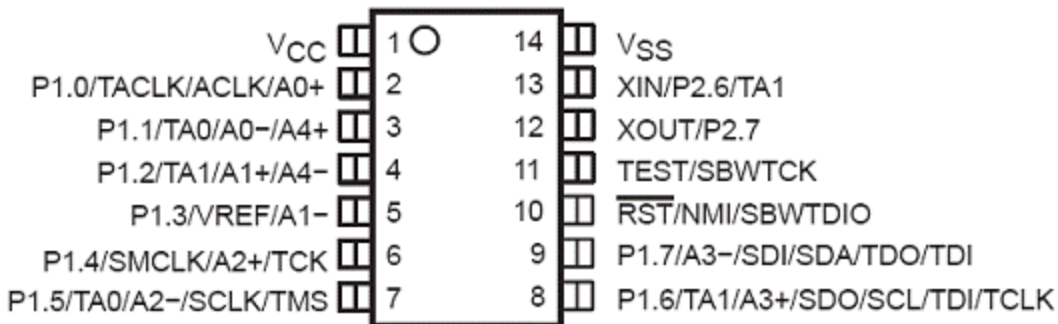 VCC 1 14 VSS
P1.0/TACLK/ACLK/A0+ 2 13 XIN/P2.6/TA1
P1.1/TA0/A0−/A4+ 3 12 XOUT/P2.7
P1.2/TA1/A1+/A4− 4 11 TEST/SBWTCK
P1.3/VREF/A1− 5 10 RST/NMI/SBWTDIO
P1.4/SMCLK/A2+/TCK 6 9 P1.7/A3−/SDI/SDA/TDO/TDI
P1.5/TA0/A2−/SCLK/TMS 7 8 P1.6/TA1/A3+/SDO/SCL/TDI/TCLK